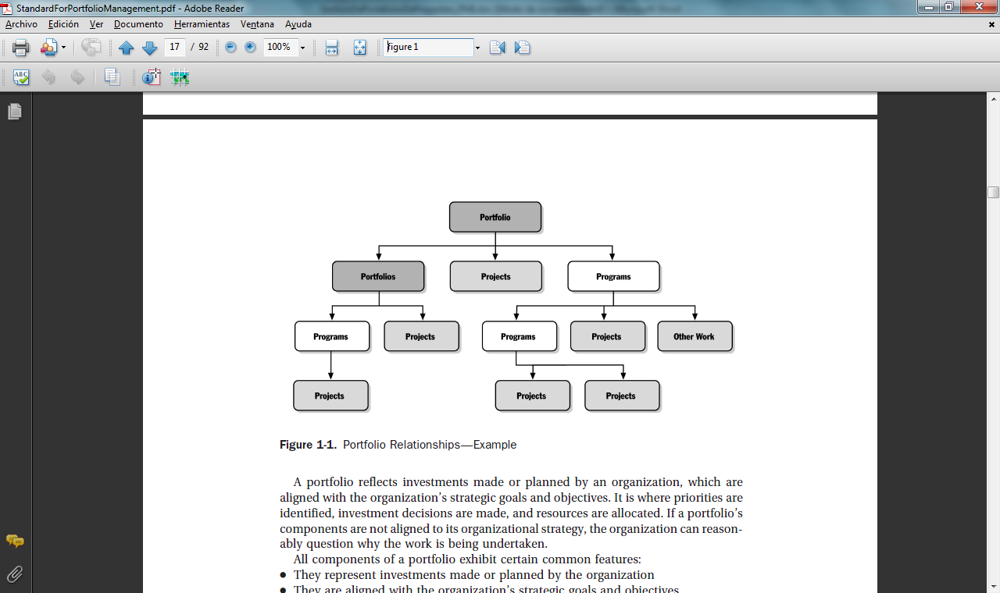 StandardForPortfolioManagement.pdf - Adobe Reader
Archivo Edición Ver Documento Herramientas Ventana Ayuda
17 / 92 100% figure 1
ABC
Portfolio
Portfolios Projects Programs
Programs Projects Programs Projects Other Work
Projects Projects Projects
Figure 1-1. Portfolio Relationships—Example
A portfolio reflects investments made or planned by an organization, which are
aligned with the organization's strategic goals and objectives. It is where priorities are
identified, investment decisions are made, and resources are allocated. If a portfolio's
components are not aligned to its organizational strategy, the organization can reason-
ably question why the work is being undertaken.
All components of a portfolio exhibit certain common features:
● They represent investments made or planned by the organization
● They are aligned with the organization's strategic goals and objectives